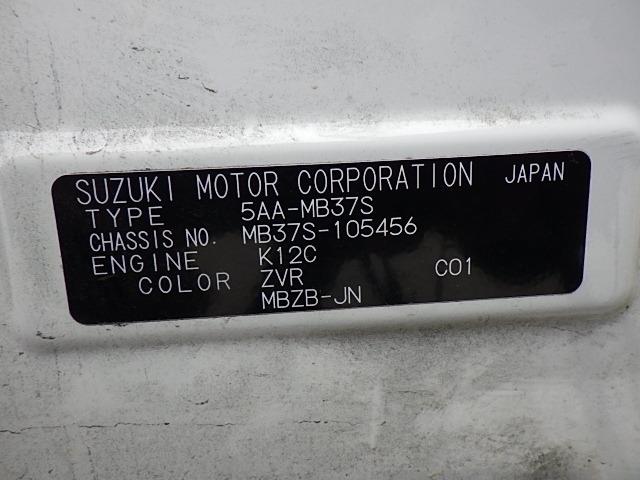 SUZUKI MOTOR CORPORATION JAPAN
TYPE 5AA-MB37S
CHASSIS NO. MB37S-105456
ENGINE K12C
COLOR ZVR C01
MBZB-JN